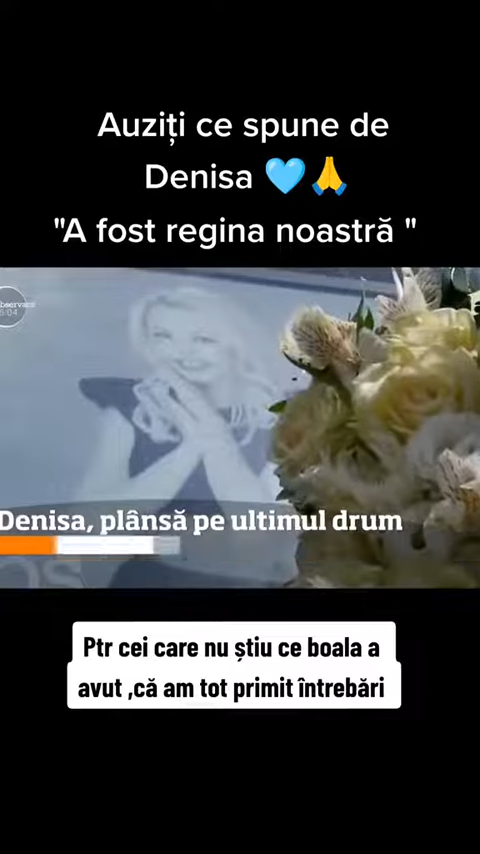 Auziți ce spune de
Denisa 🩵🙏
"A fost regina noastră "
Denisa, plânsă pe ultimul drum
Ptr cei care nu știu ce boala a
avut ,că am tot primit întrebări